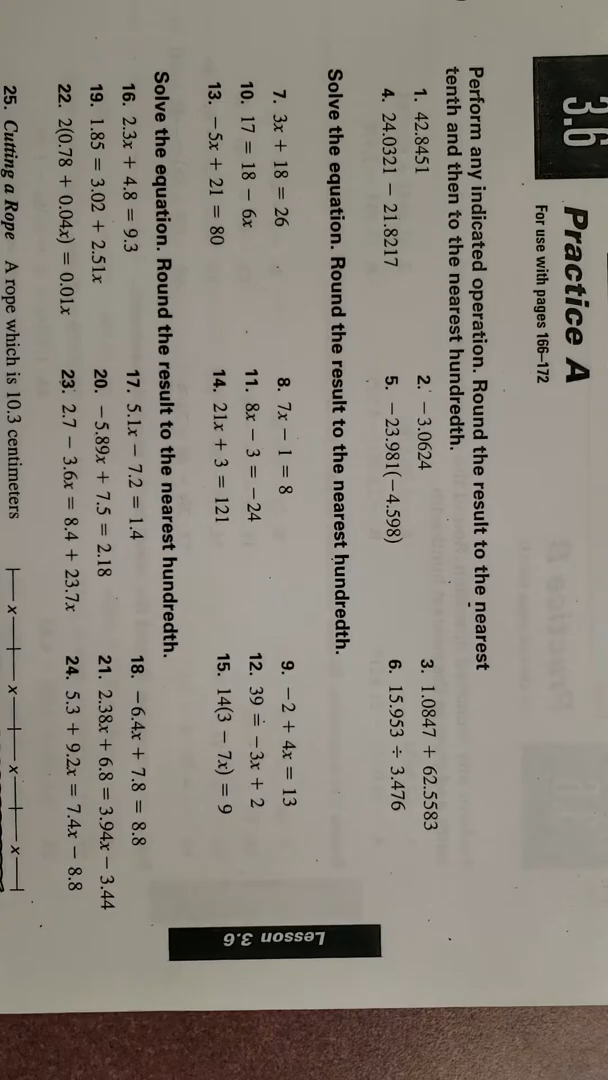 3.6
Practice A
For use with pages 166–172
Perform any indicated operation. Round the result to the nearest
tenth and then to the nearest hundredth.
1. 42.8451 2. −3.0624 3. 1.0847 + 62.5583
4. 24.0321 − 21.8217 5. −23.981(−4.598) 6. 15.953 ÷ 3.476
Solve the equation. Round the result to the nearest hundredth.
7. 3x + 18 = 26 8. 7x − 1 = 8 9. −2 + 4x = 13
10. 17 = 18 − 6x 11. 8x − 3 = −24 12. 39 = −3x + 2
13. −5x + 21 = 80 14. 21x + 3 = 121 15. 14(3 − 7x) = 9
Solve the equation. Round the result to the nearest hundredth.
16. 2.3x + 4.8 = 9.3 17. 5.1x − 7.2 = 1.4 18. −6.4x + 7.8 = 8.8
19. 1.85 = 3.02 + 2.51x 20. −5.89x + 7.5 = 2.18 21. 2.38x + 6.8 = 3.94x − 3.44
22. 2(0.78 + 0.04x) = 0.01x 23. 2.7 − 3.6x = 8.4 + 23.7x 24. 5.3 + 9.2x = 7.4x − 8.8
25. Cutting a Rope A rope which is 10.3 centimeters
x x x x
Lesson 3.6